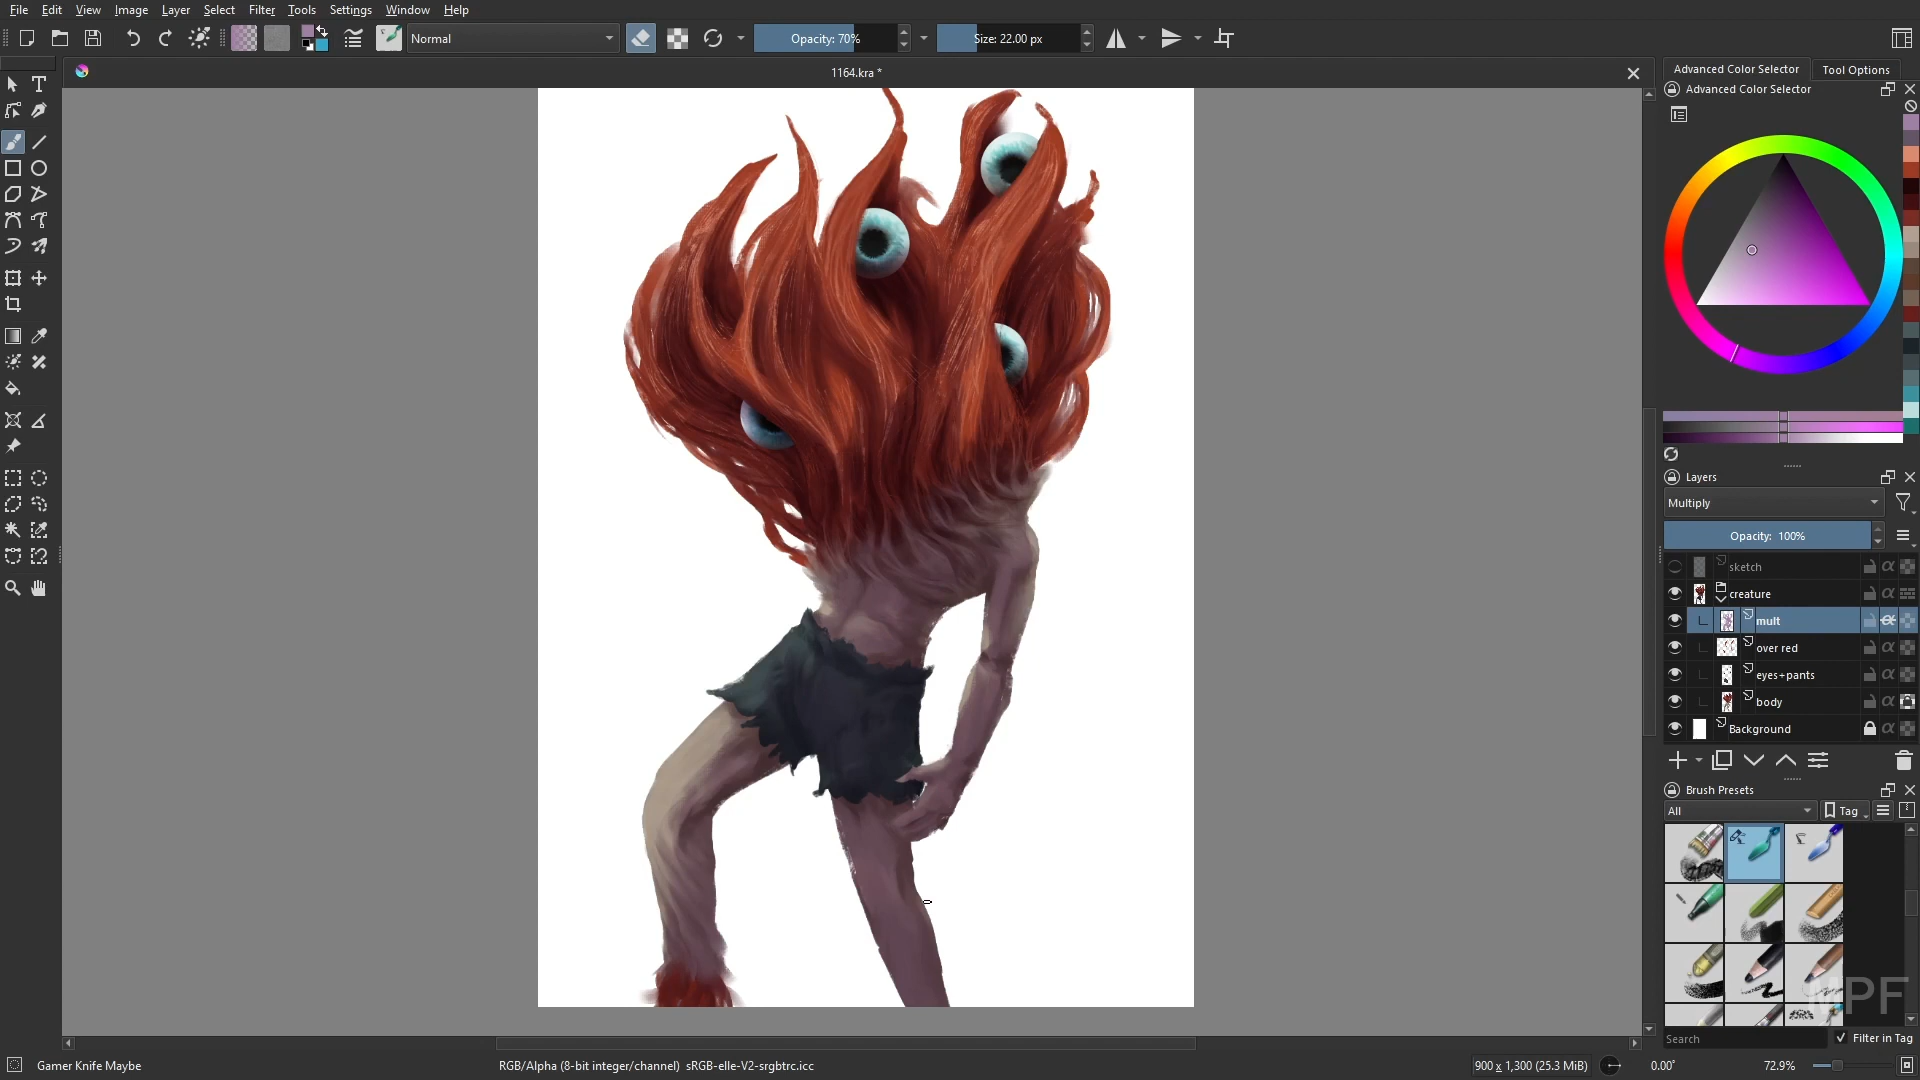 File Edit View Image Layer Select Filter Tools Settings Window Help
Normal
Opacity: 70%
Size: 22.00 px
1164.kra *
Advanced Color Selector
Tool Options
Advanced Color Selector
Layers
Multiply
Opacity: 100%
sketch
creature
mult
over red
eyes+pants
body
Background
Brush Presets
All
Tag
MPF
Search
Filter in Tag
Gamer Knife Maybe
RGB/Alpha (8-bit integer/channel) sRGB-elle-V2-srgbtrc.icc
900 x 1,300 (25.3 MiB)
0.00°
72.9%